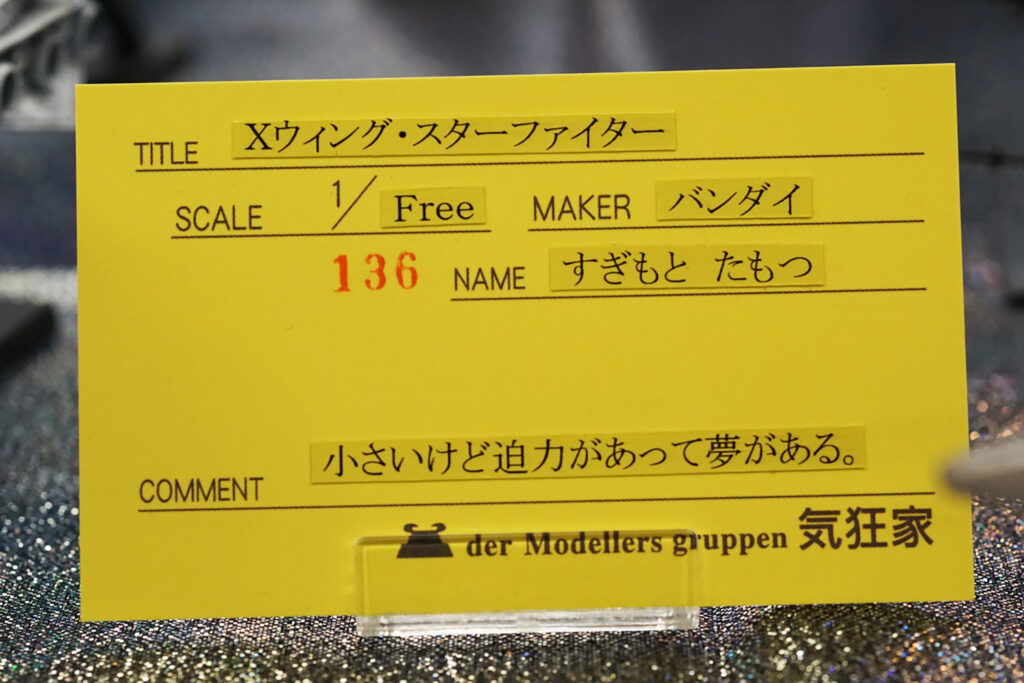 TITLE Xウィング・スターファイター
SCALE 1/Free MAKER バンダイ
136 NAME すぎもと たもつ
COMMENT 小さいけど迫力があって夢がある。
der Modellers gruppen 気狂家